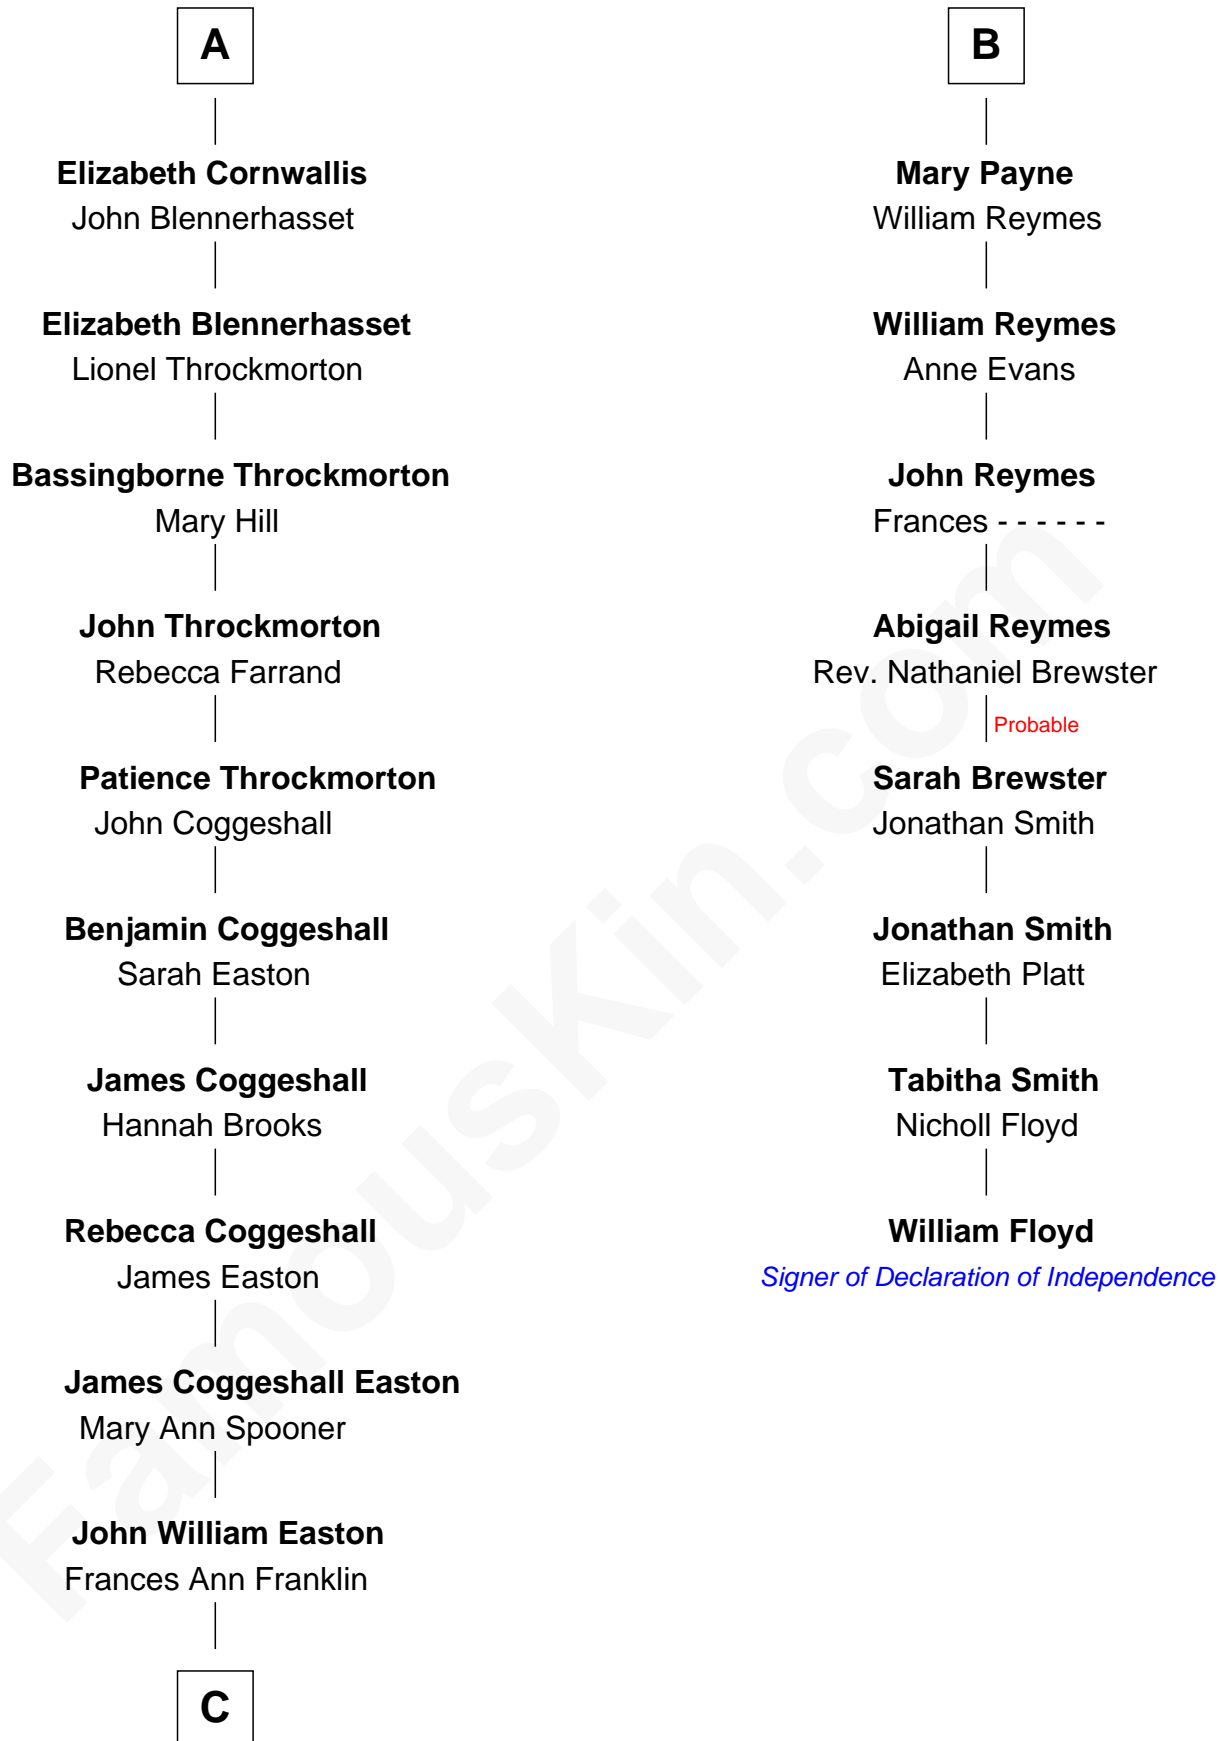 A
Elizabeth Cornwallis
John Blennerhasset
Elizabeth Blennerhasset
Lionel Throckmorton
Bassingborne Throckmorton
Mary Hill
John Throckmorton
Rebecca Farrand
Patience Throckmorton
John Coggeshall
Benjamin Coggeshall
Sarah Easton
James Coggeshall
Hannah Brooks
Rebecca Coggeshall
James Easton
James Coggeshall Easton
Mary Ann Spooner
John William Easton
Frances Ann Franklin
C
B
Mary Payne
William Reymes
William Reymes
Anne Evans
John Reymes
Frances - - - - - -
Abigail Reymes
Rev. Nathaniel Brewster
Probable
Sarah Brewster
Jonathan Smith
Jonathan Smith
Elizabeth Platt
Tabitha Smith
Nicholl Floyd
William Floyd
Signer of Declaration of Independence
FamousKin.com